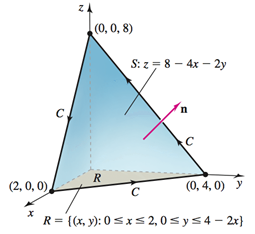 z
(0, 0, 8)
S: z = 8 − 4x − 2y
n
C
C
R
(2, 0, 0)
C
(0, 4, 0)
y
x
R = {(x, y): 0 ≤ x ≤ 2, 0 ≤ y ≤ 4 − 2x}